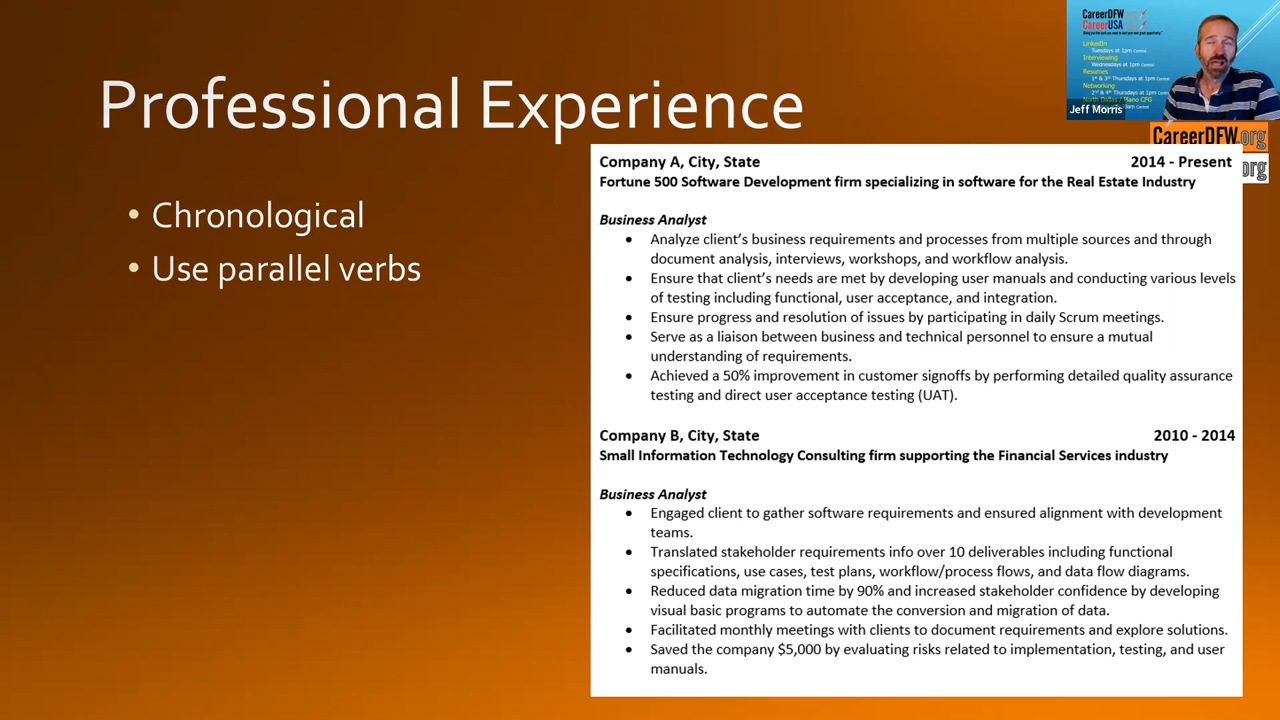 Professional Experience
• Chronological
• Use parallel verbs
CareerDFW.org
CareerUSA
LinkedIn
Tuesdays at 1pm Central
Interviewing
Wednesdays at 1pm Central
Resumes
1st & 3rd Thursdays at 1pm Central
Networking
2nd & 4th Thursdays at 1pm Central
North Dallas / Plano CFG
Jeff Morris
CareerDFW.org
org
Company A, City, State 2014 - Present
Fortune 500 Software Development firm specializing in software for the Real Estate Industry
Business Analyst
• Analyze client's business requirements and processes from multiple sources and through
document analysis, interviews, workshops, and workflow analysis.
• Ensure that client's needs are met by developing user manuals and conducting various levels
of testing including functional, user acceptance, and integration.
• Ensure progress and resolution of issues by participating in daily Scrum meetings.
• Serve as a liaison between business and technical personnel to ensure a mutual
understanding of requirements.
• Achieved a 50% improvement in customer signoffs by performing detailed quality assurance
testing and direct user acceptance testing (UAT).
Company B, City, State 2010 - 2014
Small Information Technology Consulting firm supporting the Financial Services industry
Business Analyst
• Engaged client to gather software requirements and ensured alignment with development
teams.
• Translated stakeholder requirements info over 10 deliverables including functional
specifications, use cases, test plans, workflow/process flows, and data flow diagrams.
• Reduced data migration time by 90% and increased stakeholder confidence by developing
visual basic programs to automate the conversion and migration of data.
• Facilitated monthly meetings with clients to document requirements and explore solutions.
• Saved the company $5,000 by evaluating risks related to implementation, testing, and user
manuals.